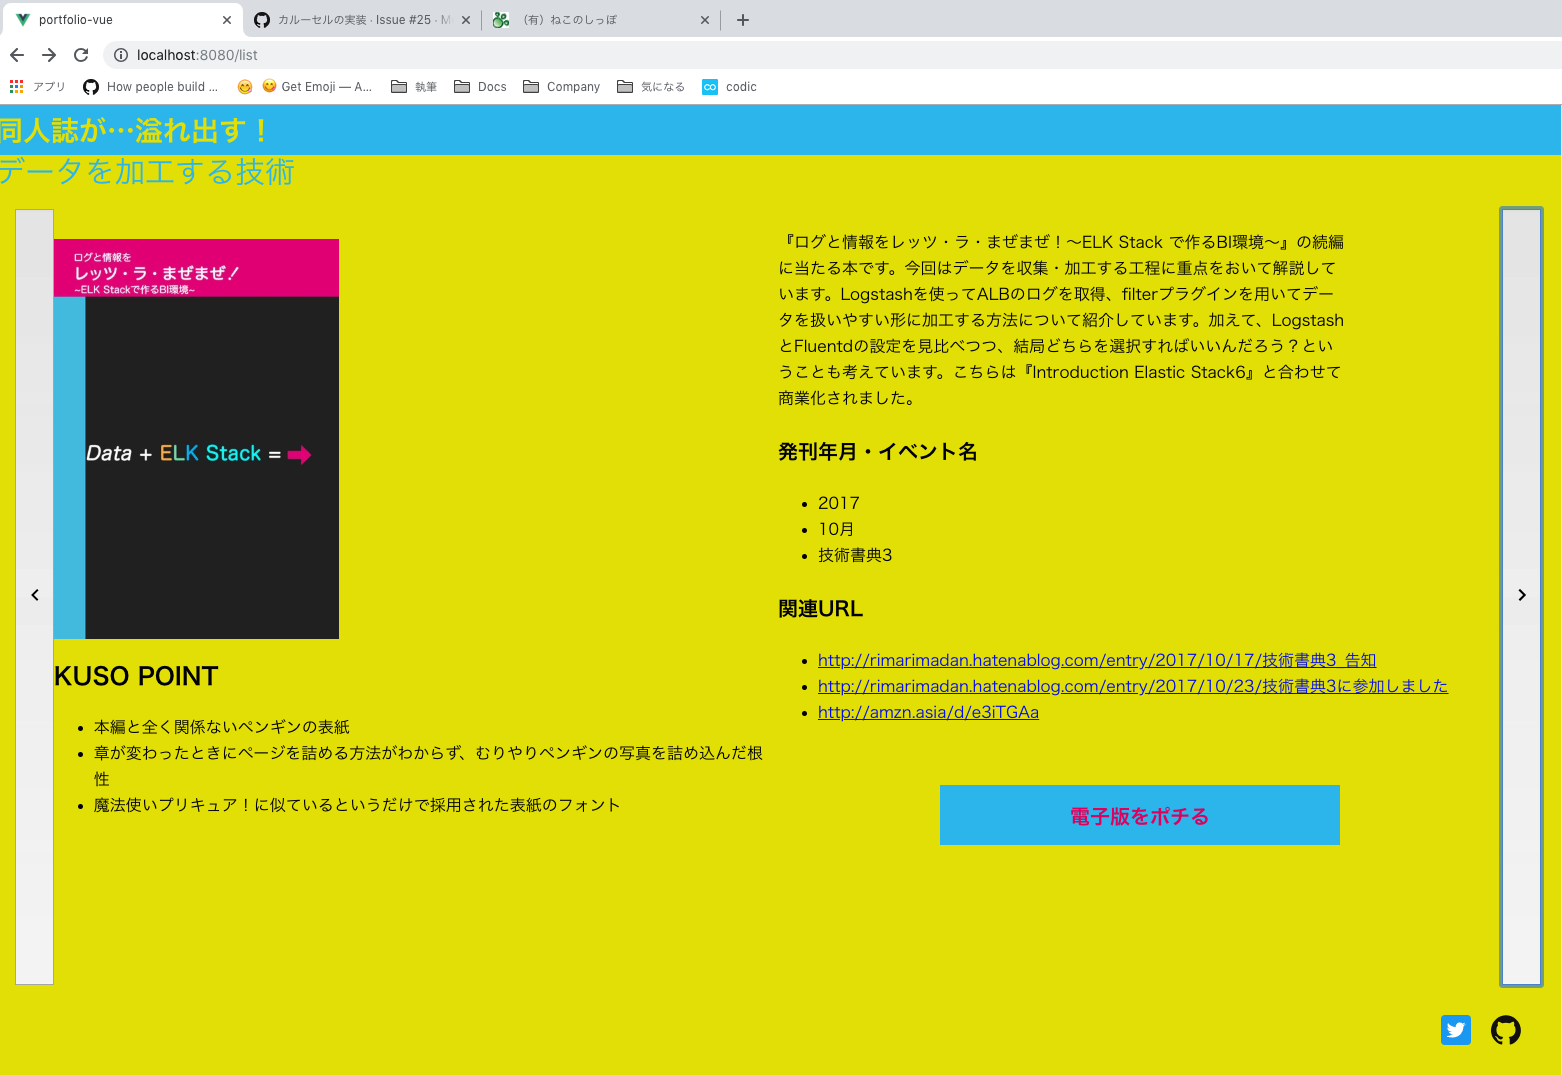 portfolio-vue
カルーセルの実装 · Issue #25 · M
（有）ねこのしっぽ
localhost:8080/list
アプリ
How people build ...
Get Emoji — A...
執筆
Docs
Company
気になる
codic
同人誌が…溢れ出す！
データを加工する技術
ログと情報を
レッツ・ラ・まぜまぜ！
~ELK Stackで作るBI環境~
Data + ELK Stack =
KUSO POINT
本編と全く関係ないペンギンの表紙
章が変わったときにページを詰める方法がわからず、むりやりペンギンの写真を詰め込んだ根
性
魔法使いプリキュア！に似ているというだけで採用された表紙のフォント
『ログと情報をレッツ・ラ・まぜまぜ！〜ELK Stack で作るBI環境〜』の続編
に当たる本です。今回はデータを収集・加工する工程に重点をおいて解説して
います。Logstashを使ってALBのログを取得、filterプラグインを用いてデー
タを扱いやすい形に加工する方法について紹介しています。加えて、Logstash
とFluentdの設定を見比べつつ、結局どちらを選択すればいいんだろう？とい
うことも考えています。こちらは『Introduction Elastic Stack6』と合わせて
商業化されました。
発刊年月・イベント名
2017
10月
技術書典3
関連URL
http://rimarimadan.hatenablog.com/entry/2017/10/17/技術書典3_告知
http://rimarimadan.hatenablog.com/entry/2017/10/23/技術書典3に参加しました
http://amzn.asia/d/e3iTGAa
電子版をポチる